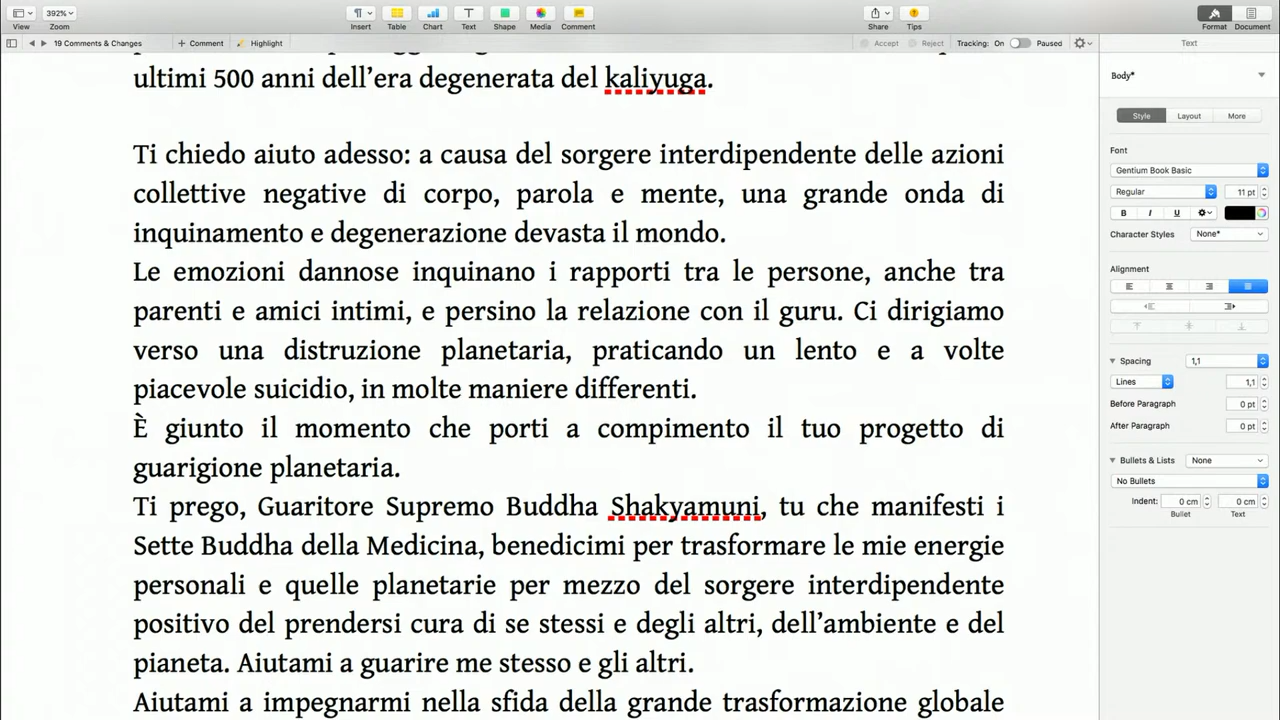 392%
View
Zoom
Insert
Table
Chart
Text
Shape
Media
Comment
Share
Tips
Format
Document
19 Comments & Changes
+ Comment
Highlight
Accept
Reject
Tracking: On
Paused
Text
ultimi 500 anni dell’era degenerata del kaliyuga.
Ti chiedo aiuto adesso: a causa del sorgere interdipendente delle azioni
collettive negative di corpo, parola e mente, una grande onda di
inquinamento e degenerazione devasta il mondo.
Le emozioni dannose inquinano i rapporti tra le persone, anche tra
parenti e amici intimi, e persino la relazione con il guru. Ci dirigiamo
verso una distruzione planetaria, praticando un lento e a volte
piacevole suicidio, in molte maniere differenti.
È giunto il momento che porti a compimento il tuo progetto di
guarigione planetaria.
Ti prego, Guaritore Supremo Buddha Shakyamuni, tu che manifesti i
Sette Buddha della Medicina, benedicimi per trasformare le mie energie
personali e quelle planetarie per mezzo del sorgere interdipendente
positivo del prendersi cura di se stessi e degli altri, dell’ambiente e del
pianeta. Aiutami a guarire me stesso e gli altri.
Aiutami a impegnarmi nella sfida della grande trasformazione globale
Body*
Style
Layout
More
Font
Gentium Book Basic
Regular
11 pt
B
I
U
Character Styles
None*
Alignment
Spacing
1,1
Lines
1,1
Before Paragraph
0 pt
After Paragraph
0 pt
Bullets & Lists
None
No Bullets
Indent:
0 cm
0 cm
Bullet
Text